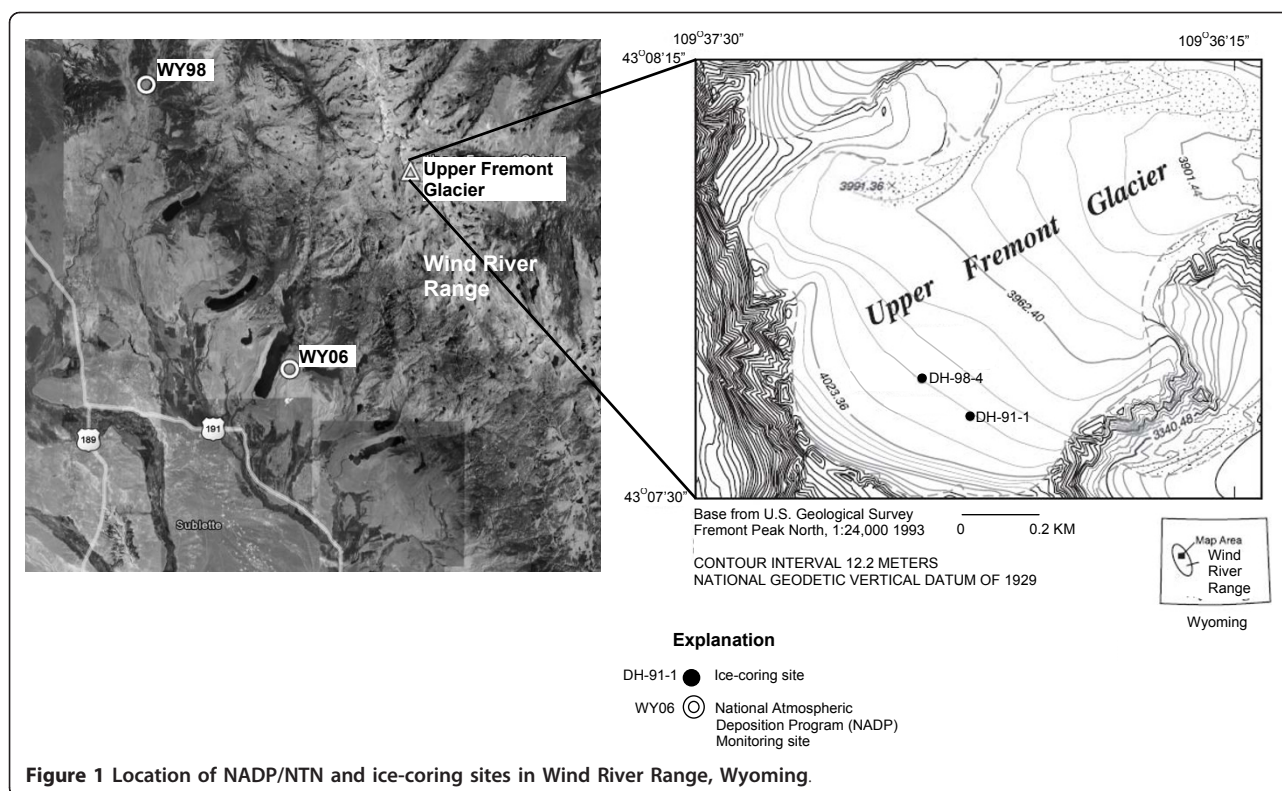 WY98
Upper Fremont
Glacier
Wind River
Range
WY06
189
191
Sublette
109°37'30"
109°36'15"
43°08'15"
43°07'30"
3991.36
3901.44
Upper Fremont Glacier
3962.40
4023.36
DH-98-4
DH-91-1
3340.48
Base from U.S. Geological Survey
Fremont Peak North, 1:24,000 1993
0 0.2 KM
CONTOUR INTERVAL 12.2 METERS
NATIONAL GEODETIC VERTICAL DATUM OF 1929
Map Area
Wind
River
Range
Wyoming
Explanation
DH-91-1 Ice-coring site
WY06 National Atmospheric
Deposition Program (NADP)
Monitoring site
Figure 1 Location of NADP/NTN and ice-coring sites in Wind River Range, Wyoming.